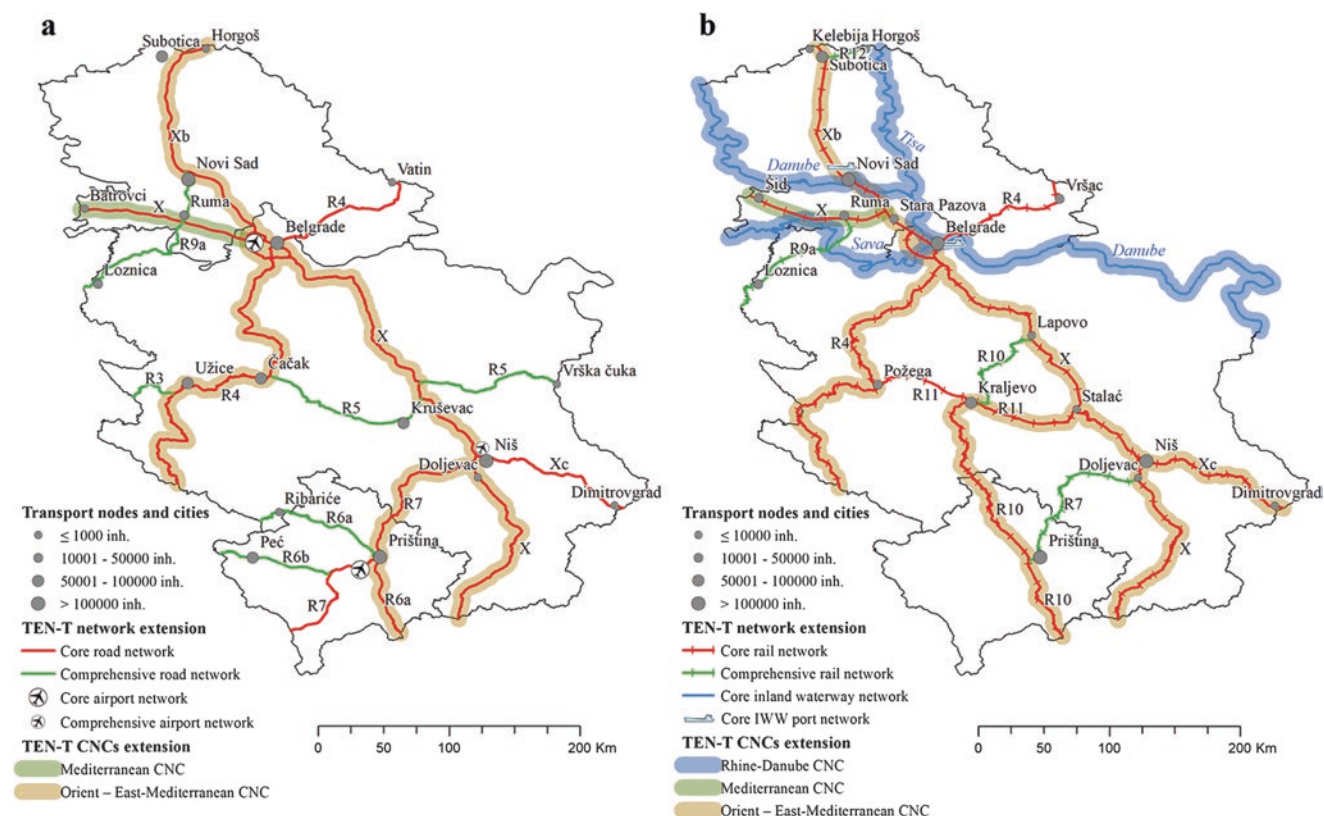 a
Subotica
Horgoš
Xb
Novi Sad
Vatin
Batrovci
X
Ruma
R4
Belgrade
R9a
Loznica
X
Užice
Čačak
R3
R4
R5
Vrška čuka
R5
Kruševac
Niš
Doljevac
Xc
Dimitrovgrad
Ribariće
R6a
R7
Peć
R6b
Priština
X
R7
R6a
Transport nodes and cities
≤ 1000 inh.
10001 - 50000 inh.
50001 - 100000 inh.
> 100000 inh.
TEN-T network extension
Core road network
Comprehensive road network
Core airport network
Comprehensive airport network
TEN-T CNCs extension
Mediterranean CNC
Orient – East-Mediterranean CNC
0 50 100 200 Km
b
Kelebija Horgoš
R12
Subotica
Xb
Tisa
Danube
Novi Sad
Šid
Vršac
R4
X
Ruma
Stara Pazova
Belgrade
R9a
Sava
Danube
Loznica
Lapovo
R4
R10
X
Požega
Kraljevo
R11
R11
Stalać
Niš
Doljevac
Xc
Dimitrovgrad
R7
R10
Priština
X
R10
Transport nodes and cities
≤ 10000 inh.
10001 - 50000 inh.
50001 - 100000 inh.
> 100000 inh.
TEN-T network extension
Core rail network
Comprehensive rail network
Core inland waterway network
Core IWW port network
TEN-T CNCs extension
Rhine-Danube CNC
Mediterranean CNC
Orient – East-Mediterranean CNC
0 50 100 200 Km